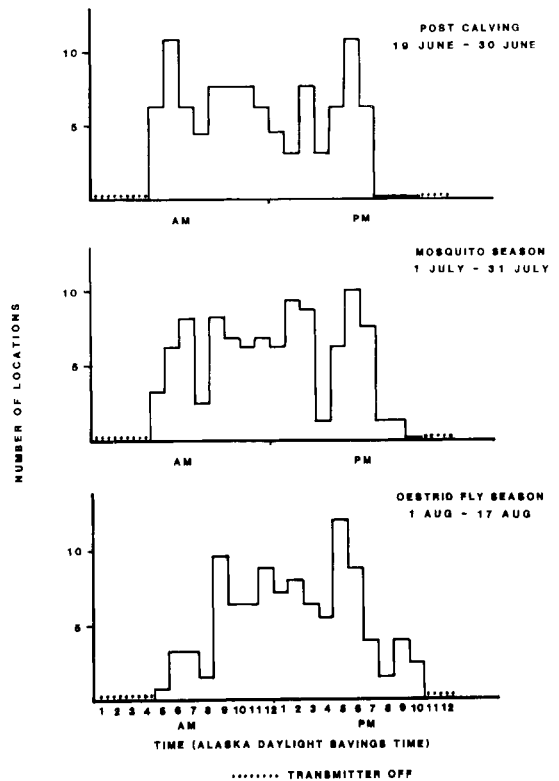 POST CALVING
19 JUNE - 30 JUNE
10
5
AM
PM
MOSQUITO SEASON
1 JULY - 31 JULY
10
5
AM
PM
NUMBER OF LOCATIONS
OESTRID FLY SEASON
1 AUG - 17 AUG
10
5
1 2 3 4 5 6 7 8 9 10 11 12 1 2 3 4 5 6 7 8 9 10 11 12
AM
PM
TIME (ALASKA DAYLIGHT SAVINGS TIME)
........ TRANSMITTER OFF